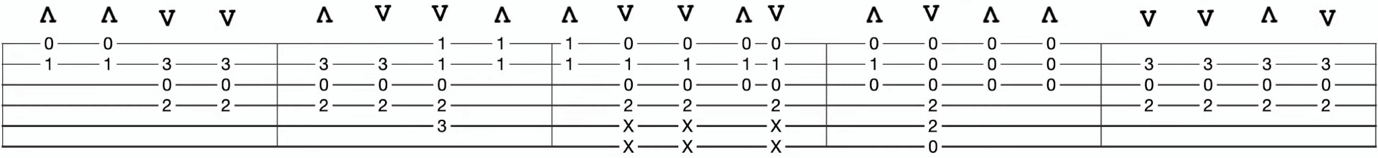 Λ Λ V V Λ V V Λ Λ V V Λ V Λ V Λ Λ V V Λ V
0 0 1 1 1 0 0 0 0 0 0 0 0
1 1 3 3 3 3 1 1 1 1 1 1 1 1 0 0 0 3 3 3 3
0 0 0 0 0 0 0 0 0 0 0 0 0 0 0 0 0
2 2 2 2 2 2 2 2 2 2 2 2 2
3 X X X 2
X X X 0